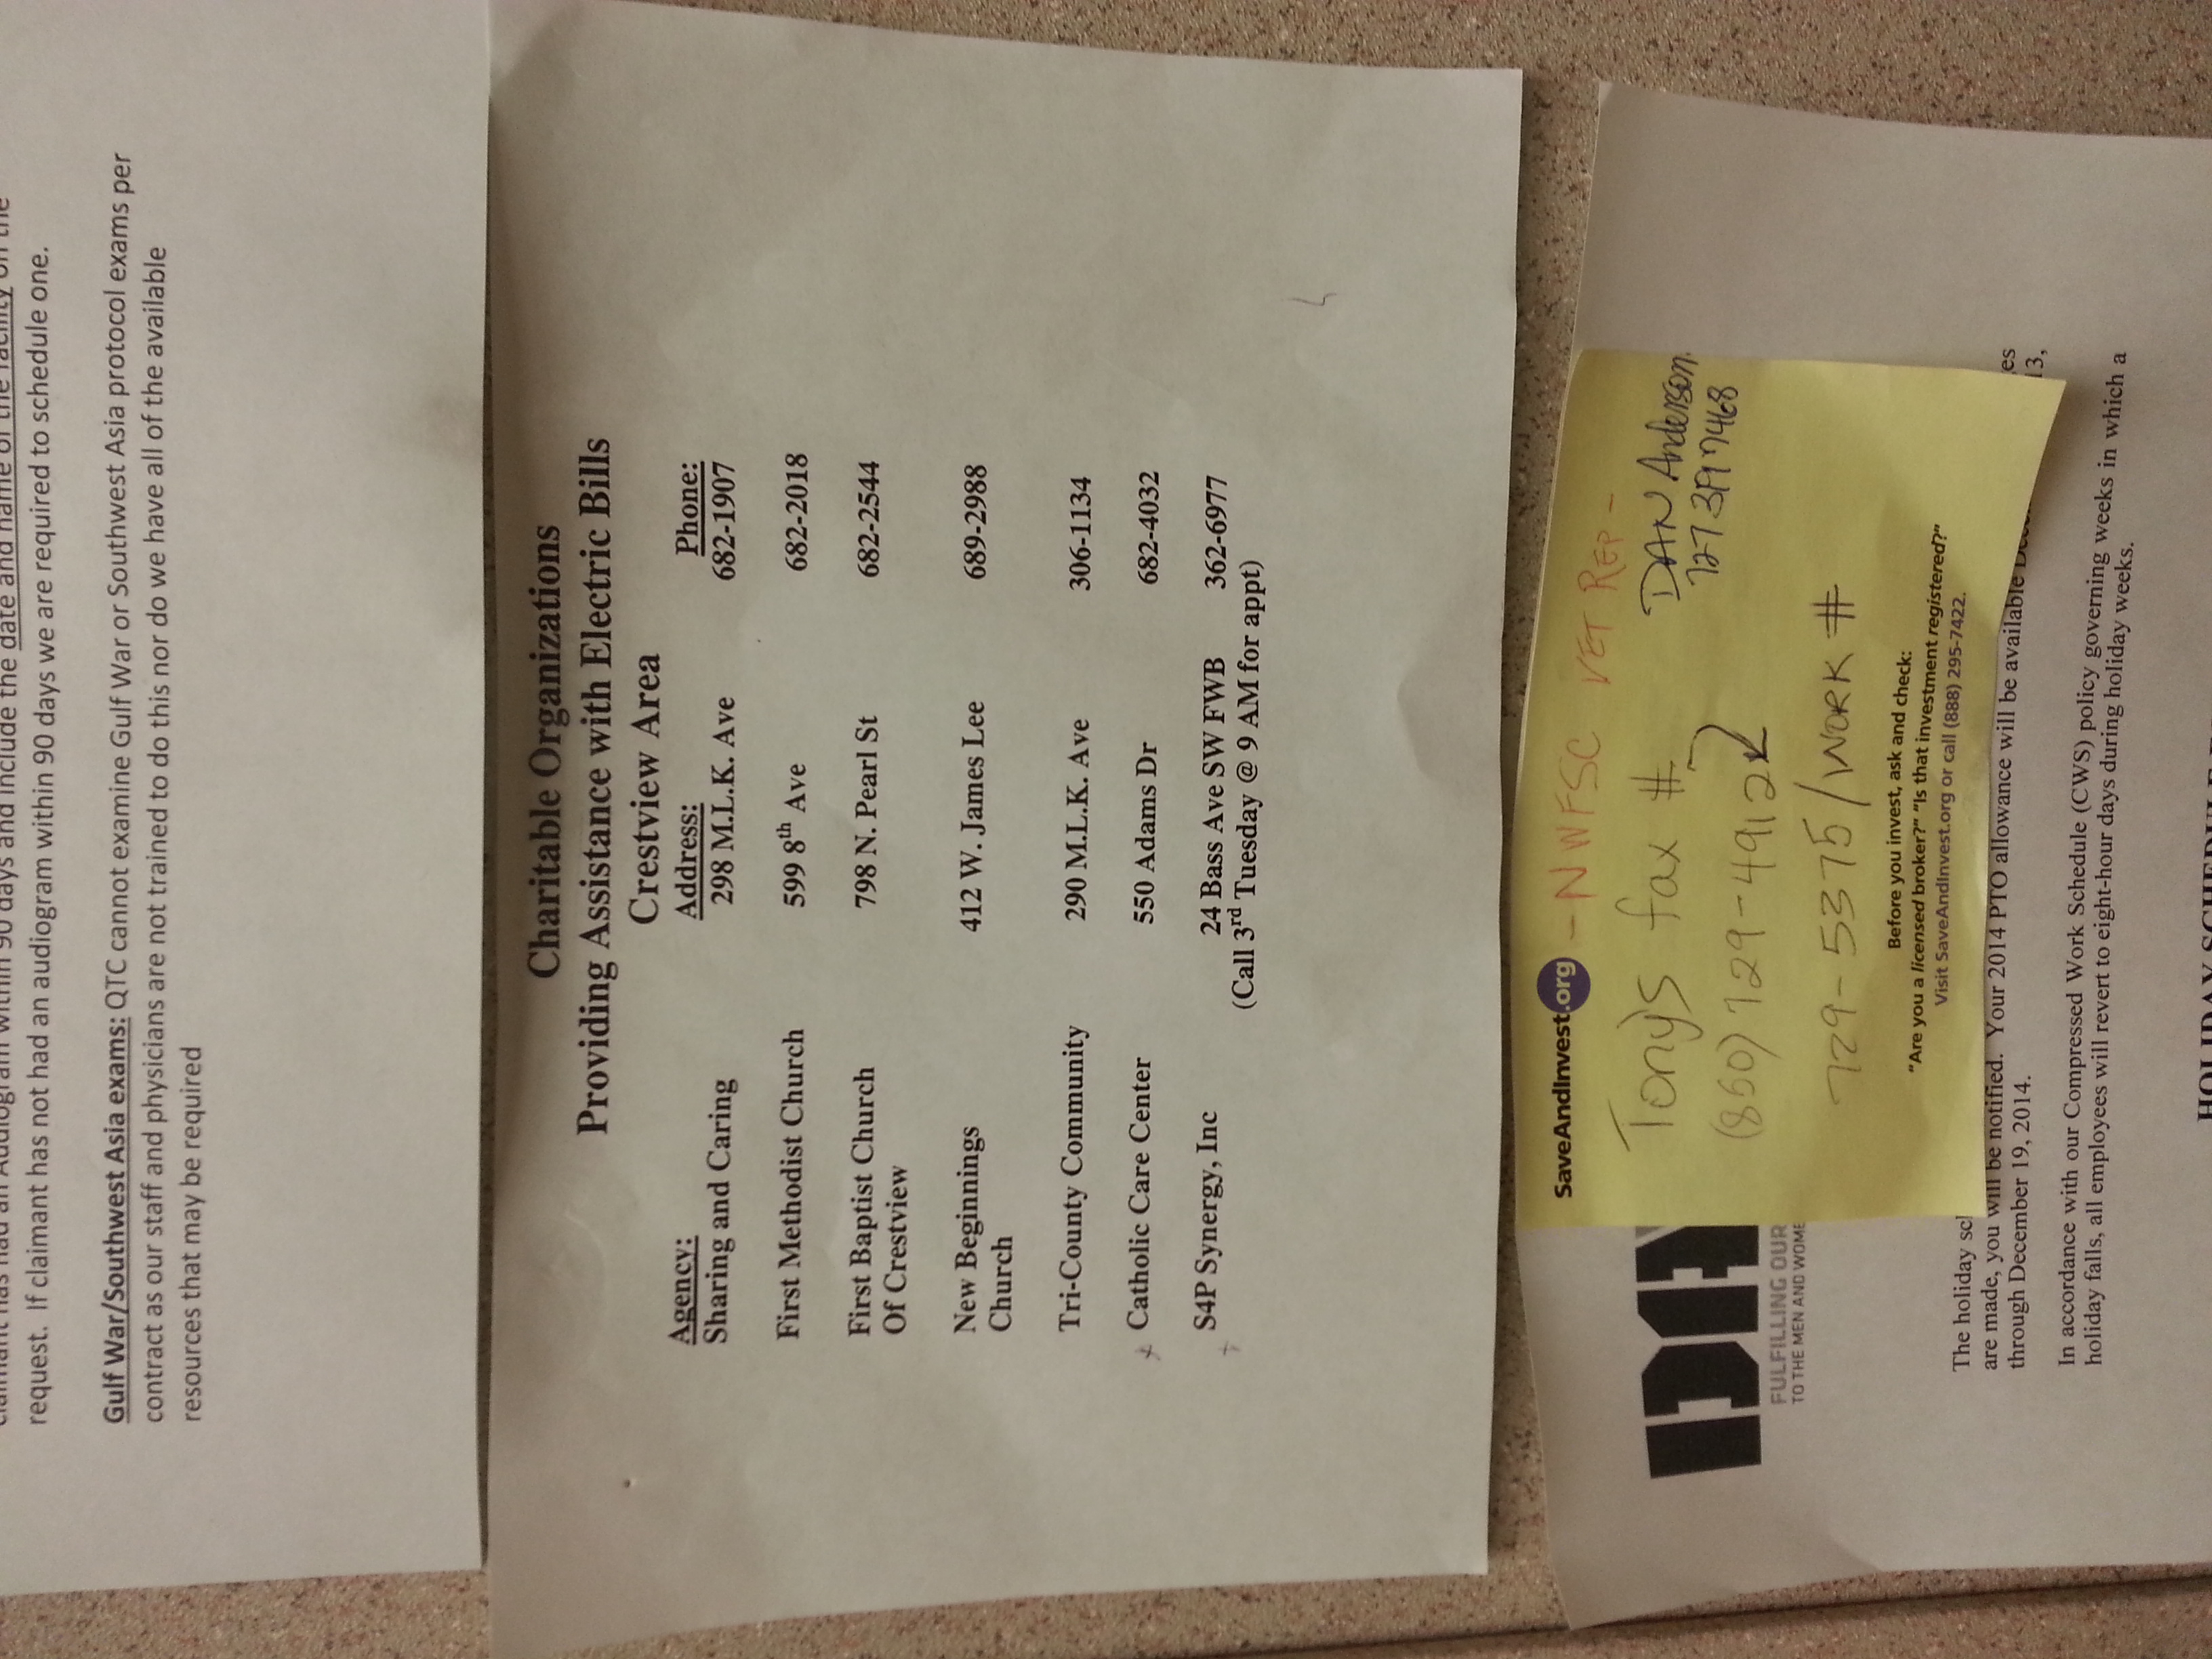 date and name of the facility on the
request. If claimant has not had an audiogram within 90 days we are required to schedule one.
Gulf War/Southwest Asia exams: QTC cannot examine Gulf War or Southwest Asia protocol exams per
contract as our staff and physicians are not trained to do this nor do we have all of the available
resources that may be required
Charitable Organizations
Providing Assistance with Electric Bills
Crestview Area
Agency: Address: Phone:
Sharing and Caring 298 M.L.K. Ave 682-1907
First Methodist Church 599 8th Ave 682-2018
First Baptist Church 798 N. Pearl St 682-2544
Of Crestview
New Beginnings 412 W. James Lee 689-2988
Church
Tri-County Community 290 M.L.K. Ave 306-1134
Catholic Care Center 550 Adams Dr 682-4032
S4P Synergy, Inc 24 Bass Ave SW FWB 362-6977
(Call 3rd Tuesday @ 9 AM for appt)
SaveAndInvest.org - NWFSC VET REP -
Tony's fax #
DAN Anderson
(850) 729-4912
729-5375/WORK #
Before you invest, ask and check:
"Are you a licensed broker?" "Is that investment registered?"
Visit SaveAndInvest.org or call (888) 295-7422.
FULFILLING OUR
TO THE MEN AND WOME
The holiday
are made, you will be notified. Your 2014 PTO allowance will be available
through December 19, 2014.
In accordance with our Compressed Work Schedule (CWS) policy governing weeks in which a
holiday falls, all employees will revert to eight-hour days during holiday weeks.